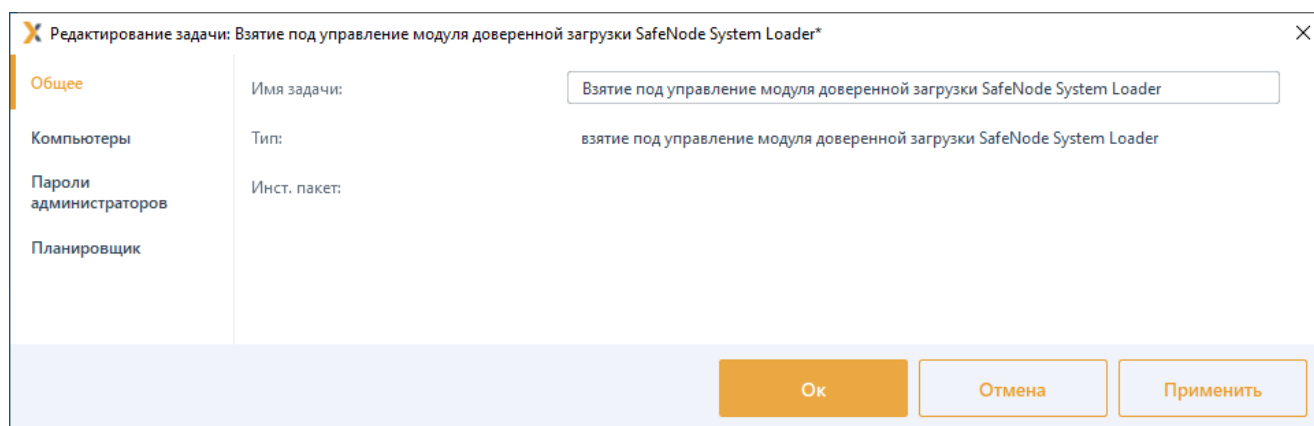 Редактирование задачи: Взятие под управление модуля доверенной загрузки SafeNode System Loader*
Общее
Имя задачи: Взятие под управление модуля доверенной загрузки SafeNode System Loader
Компьютеры
Тип: взятие под управление модуля доверенной загрузки SafeNode System Loader
Пароли
администраторов
Инст. пакет:
Планировщик
Ок Отмена Применить